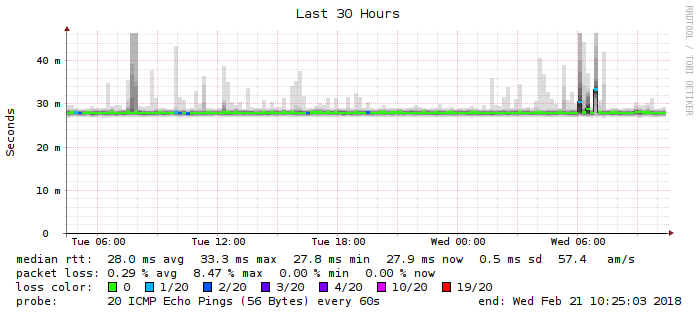 Last 30 Hours
RRDTOOL / TOBI OETIKER
Seconds
40 m
30 m
20 m
10 m
0
Tue 06:00 Tue 12:00 Tue 18:00 Wed 00:00 Wed 06:00
median rtt: 28.0 ms avg 33.3 ms max 27.8 ms min 27.9 ms now 0.5 ms sd 57.4 am/s
packet loss: 0.29 % avg 8.47 % max 0.00 % min 0.00 % now
loss color: 0 1/20 2/20 3/20 4/20 10/20 19/20
probe: 20 ICMP Echo Pings (56 Bytes) every 60s end: Wed Feb 21 10:25:03 2018